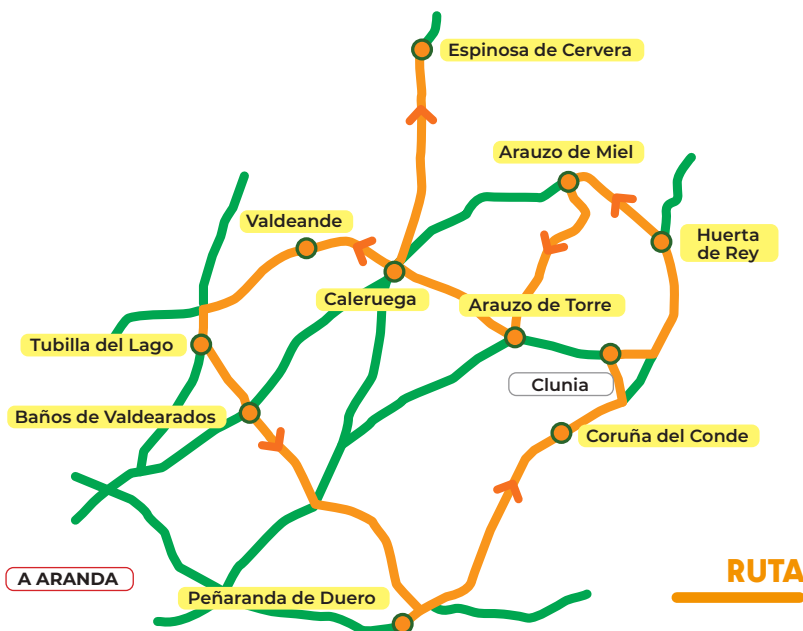 Espinosa de Cervera
Arauzo de Miel
Valdeande
Huerta
de Rey
Caleruega
Arauzo de Torre
Tubilla del Lago
Clunia
Baños de Valdearados
Coruña del Conde
A ARANDA
RUTA
Peñaranda de Duero